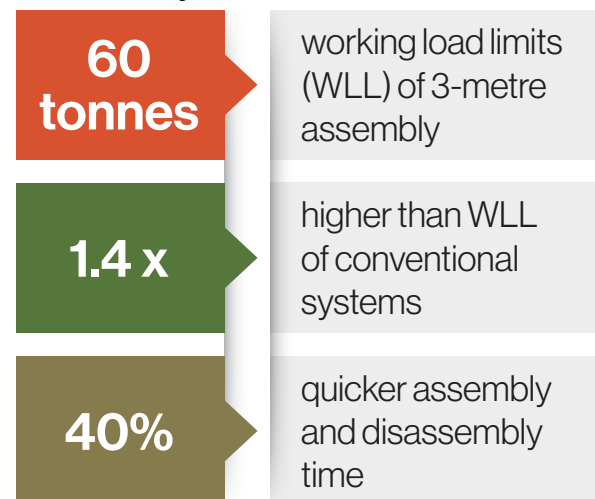 60
tonnes
working load limits
(WLL) of 3-metre
assembly
1.4 x
higher than WLL
of conventional
systems
40%
quicker assembly
and disassembly
time